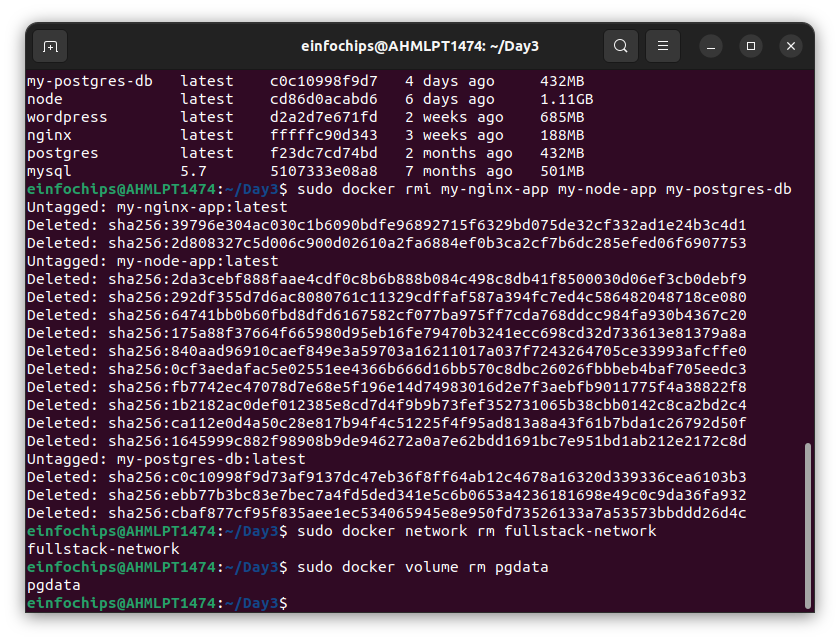 einfochips@AHMLPT1474: ~/Day3
my-postgres-db   latest    c0c10998f9d7   4 days ago     432MB
node             latest    cd86d0acabd6   6 days ago     1.11GB
wordpress        latest    d2a2d7e671fd   2 weeks ago    685MB
nginx            latest    fffffc90d343   3 weeks ago    188MB
postgres         latest    f23dc7cd74bd   2 months ago   432MB
mysql            5.7       5107333e08a8   7 months ago   501MB
einfochips@AHMLPT1474:~/Day3$ sudo docker rmi my-nginx-app my-node-app my-postgres-db
Untagged: my-nginx-app:latest
Deleted: sha256:39796e304ac030c1b6090bdfe96892715f6329bd075de32cf332ad1e24b3c4d1
Deleted: sha256:2d808327c5d006c900d02610a2fa6884ef0b3ca2cf7b6dc285efed06f6907753
Untagged: my-node-app:latest
Deleted: sha256:2da3cebf888faae4cdf0c8b6b888b084c498c8db41f8500030d06ef3cb0debf9
Deleted: sha256:292df355d7d6ac8080761c11329cdffaf587a394fc7ed4c586482048718ce080
Deleted: sha256:64741bb0b60fbd8dfd6167582cf077ba975ff7cda768ddcc984fa930b4367c20
Deleted: sha256:175a88f37664f665980d95eb16fe79470b3241ecc698cd32d733613e81379a8a
Deleted: sha256:840aad96910caef849e3a59703a16211017a037f7243264705ce33993afcffe0
Deleted: sha256:0cf3aedafac5e02551ee4366b666d16bb570c8dbc26026fbbbeb4baf705eedc3
Deleted: sha256:fb7742ec47078d7e68e5f196e14d74983016d2e7f3aebfb9011775f4a38822f8
Deleted: sha256:1b2182ac0def012385e8cd7d4f9b9b73fef352731065b38cbb0142c8ca2bd2c4
Deleted: sha256:ca112e0d4a50c28e817b94f4c51225f4f95ad813a8a43f61b7bda1c26792d50f
Deleted: sha256:1645999c882f98908b9de946272a0a7e62bdd1691bc7e951bd1ab212e2172c8d
Untagged: my-postgres-db:latest
Deleted: sha256:c0c10998f9d73af9137dc47eb36f8ff64ab12c4678a16320d339336cea6103b3
Deleted: sha256:ebb77b3bc83e7bec7a4fd5ded341e5c6b0653a4236181698e49c0c9da36fa932
Deleted: sha256:cbaf877cf95f835aee1ec534065945e8e950fd73526133a7a53573bbddd26d4c
einfochips@AHMLPT1474:~/Day3$ sudo docker network rm fullstack-network
fullstack-network
einfochips@AHMLPT1474:~/Day3$ sudo docker volume rm pgdata
pgdata
einfochips@AHMLPT1474:~/Day3$